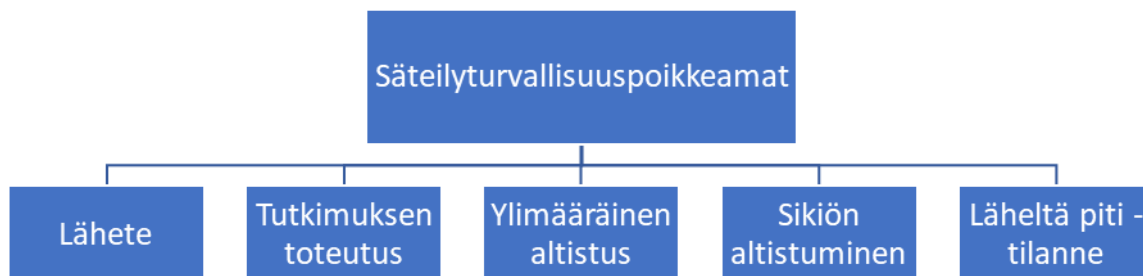 Säteilyturvallisuuspoikkeamat
Lähete
Tutkimuksen
toteutus
Ylimääräinen
altistus
Sikiön
altistuminen
Läheltä piti -
tilanne